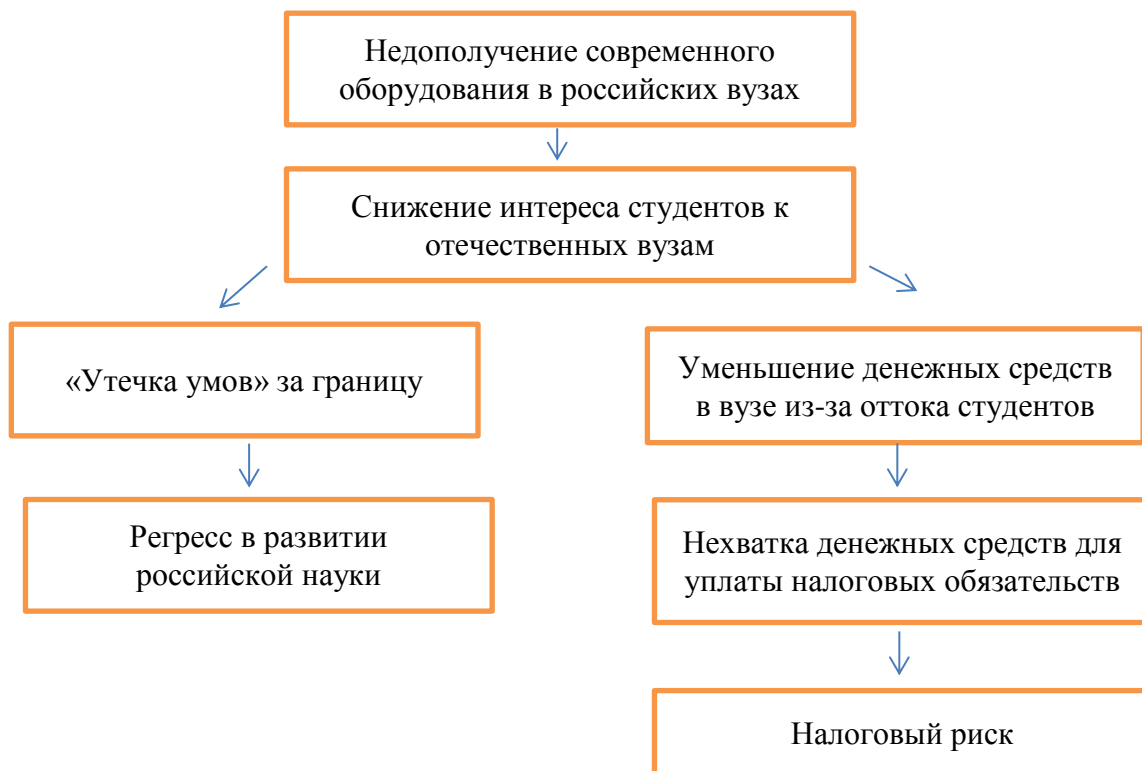 Недополучение современного
оборудования в российских вузах
Снижение интереса студентов к
отечественных вузам
«Утечка умов» за границу
Уменьшение денежных средств
в вузе из-за оттока студентов
Регресс в развитии
российской науки
Нехватка денежных средств для
уплаты налоговых обязательств
Налоговый риск